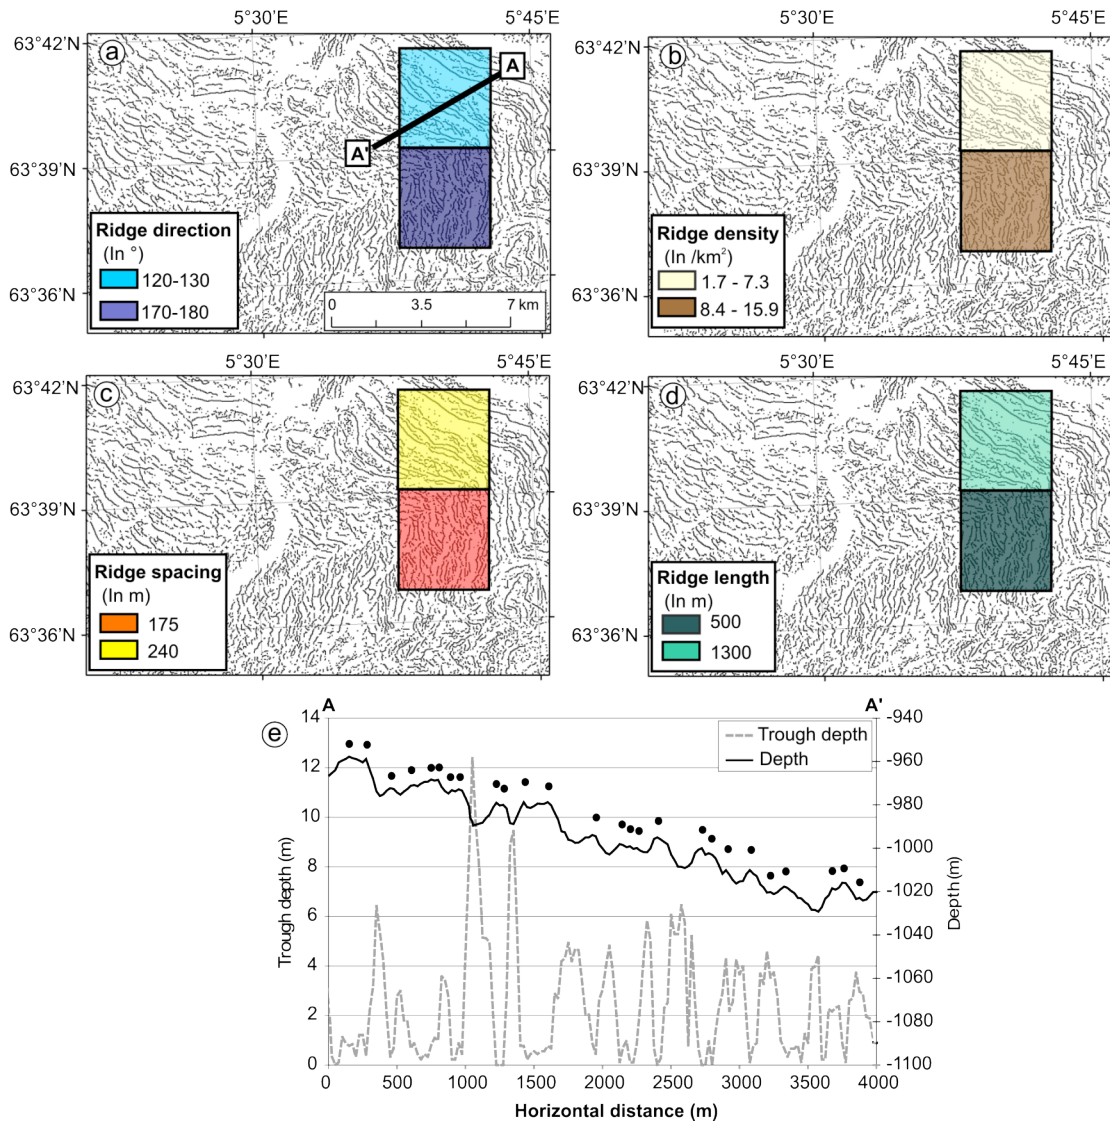 5°30'E 5°45'E 5°30'E 5°45'E
63°42'N a A 63°42'N b
A'
63°39'N 63°39'N
Ridge direction Ridge density
(In °) (In /km²)
120-130 1.7 - 7.3
170-180 8.4 - 15.9
63°36'N 0 3.5 7 km 63°36'N
5°30'E 5°45'E 5°30'E 5°45'E
63°42'N c 63°42'N d
63°39'N 63°39'N
Ridge spacing Ridge length
(In m) (In m)
175 500
240 1300
63°36'N 63°36'N
A A'
e 14 -940
Trough depth
Depth
12 -960
10 -980
-1000
8 -1020
6 -1040
4 -1060
2 -1080
0 -1100
Trough depth (m)
Depth (m)
0 500 1000 1500 2000 2500 3000 3500 4000
Horizontal distance (m)